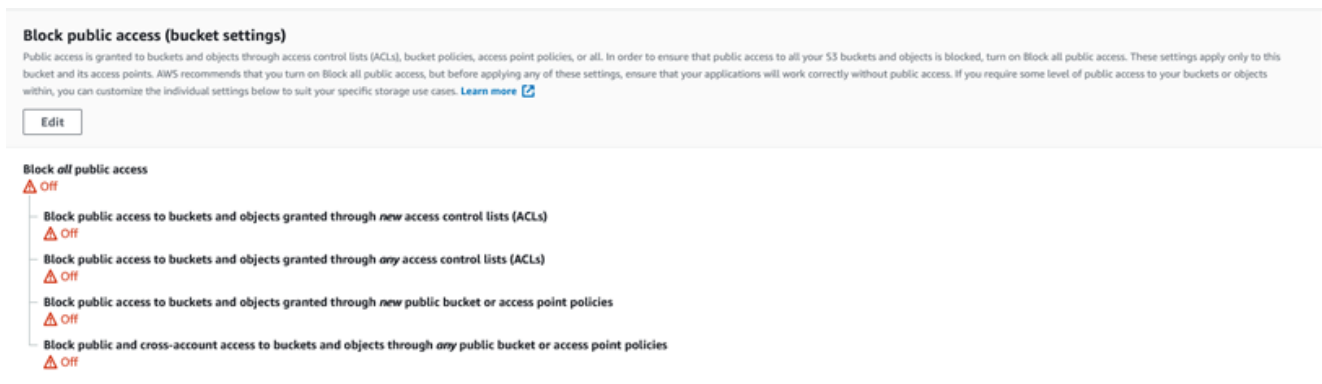 Block public access (bucket settings)
Public access is granted to buckets and objects through access control lists (ACLs), bucket policies, access point policies, or all. In order to ensure that public access to all your S3 buckets and objects is blocked, turn on Block all public access. These settings apply only to this
bucket and its access points. AWS recommends that you turn on Block all public access, but before applying any of these settings, ensure that your applications will work correctly without public access. If you require some level of public access to your buckets or objects
within, you can customize the individual settings below to suit your specific storage use cases. Learn more
Edit
Block all public access
Off
Block public access to buckets and objects granted through new access control lists (ACLs)
Off
Block public access to buckets and objects granted through any access control lists (ACLs)
Off
Block public access to buckets and objects granted through new public bucket or access point policies
Off
Block public and cross-account access to buckets and objects through any public bucket or access point policies
Off